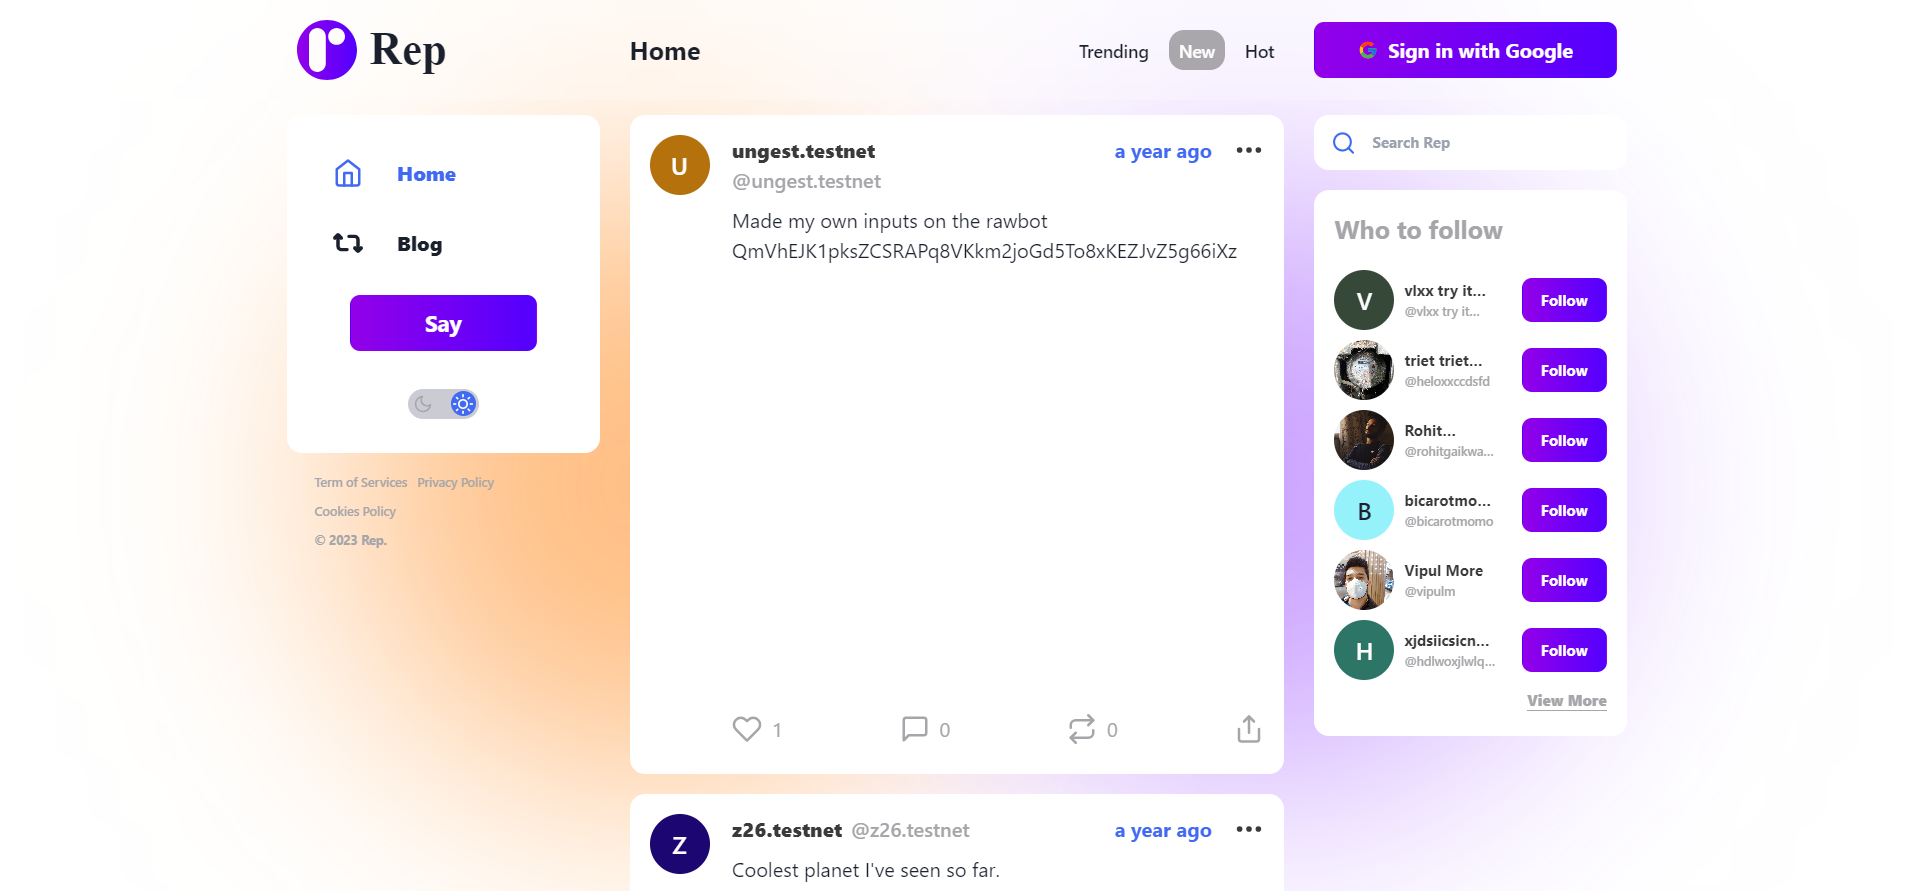 Rep
Home
Trending New Hot
Sign in with Google
Home
Blog
Say
Term of Services Privacy Policy
Cookies Policy
© 2023 Rep.
U
ungest.testnet
a year ago
@ungest.testnet
Made my own inputs on the rawbot
QmVhEJK1pksZCSRAPq8VKkm2joGd5To8xKEZJvZ5g66iXz
1 0 0
Z
z26.testnet @z26.testnet
a year ago
Coolest planet I've seen so far.
Search Rep
Who to follow
V
vlxx try it...
@vlxx try it...
Follow
triet triet...
@heloxxccdsfd
Follow
Rohit...
@rohitgaikwa...
Follow
B
bicarotmo...
@bicarotmomo
Follow
Vipul More
@vipulm
Follow
H
xjdsiicsicn...
@hdlwoxjlwlq...
Follow
View More